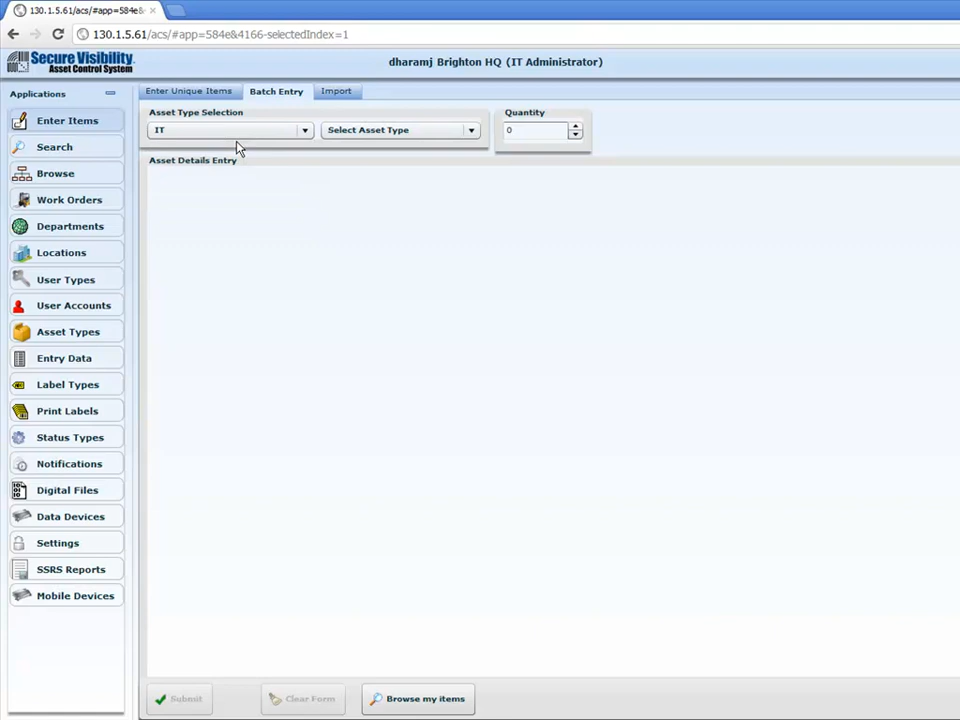 130.1.5.61/acs/#app=584e&
130.1.5.61/acs/#app=584e&4166-selectedIndex=1
Secure Visibility
Asset Control System
dharamj Brighton HQ (IT Administrator)
Applications
Enter Items
Search
Browse
Work Orders
Departments
Locations
User Types
User Accounts
Asset Types
Entry Data
Label Types
Print Labels
Status Types
Notifications
Digital Files
Data Devices
Settings
SSRS Reports
Mobile Devices
Enter Unique Items
Batch Entry
Import
Asset Type Selection
IT
Select Asset Type
Quantity
0
Asset Details Entry
Submit
Clear Form
Browse my items